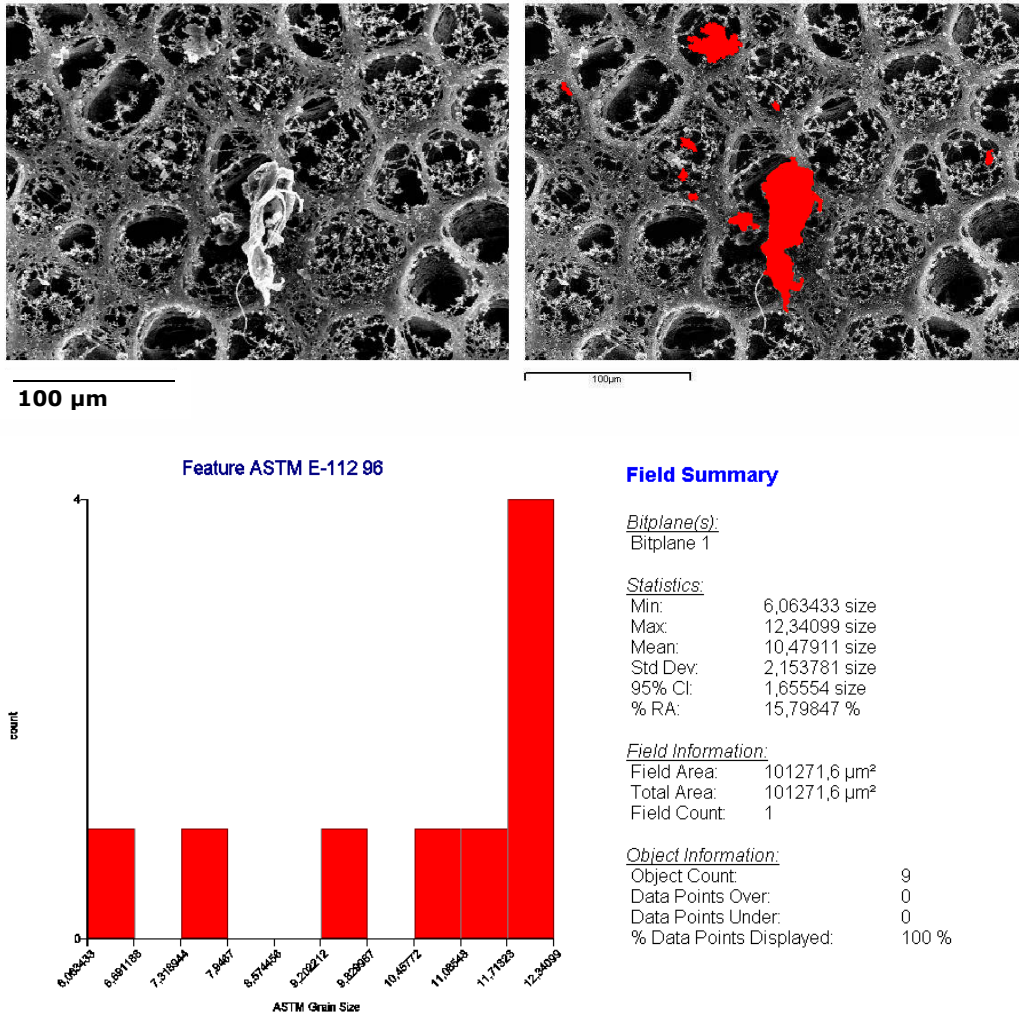 100 µm
100µm
Feature ASTM E-112 96
4
count
0
6,063433 6,691188 7,318944 7,9467 8,574456 9,202212 9,829967 10,45772 11,08548 11,71323 12,34099
ASTM Grain Size
Field Summary
Bitplane(s):
Bitplane 1
Statistics:
Min: 6,063433 size
Max: 12,34099 size
Mean: 10,47911 size
Std Dev: 2,153781 size
95% CI: 1,65554 size
% RA: 15,79847 %
Field Information:
Field Area: 101271,6 µm²
Total Area: 101271,6 µm²
Field Count: 1
Object Information:
Object Count: 9
Data Points Over: 0
Data Points Under: 0
% Data Points Displayed: 100 %